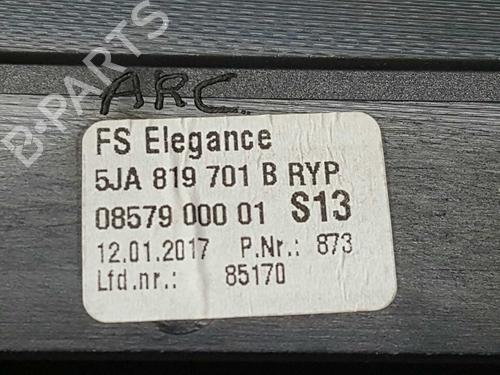 B-PARTS
ARC
FS Elegance
5JA 819 701 B RYP
08579 000 01 S13
12.01.2017 P.Nr.: 873
Lfd.nr.: 85170